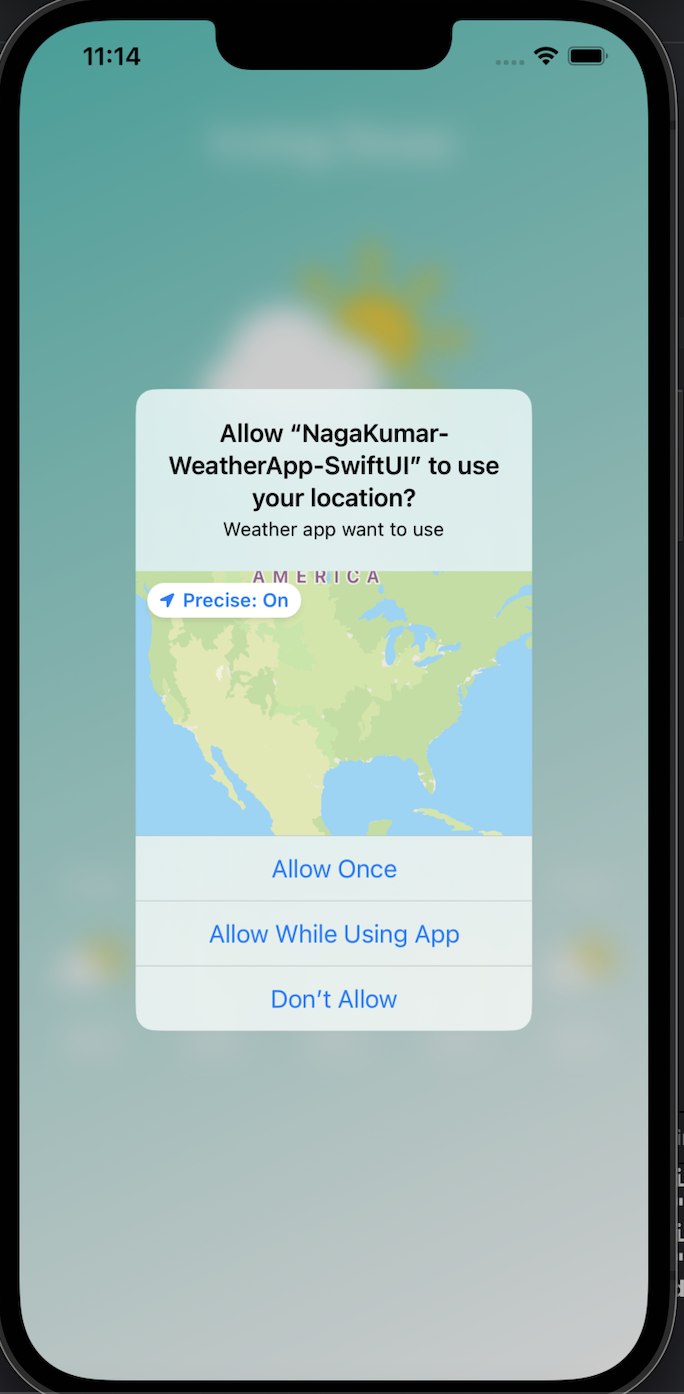 11:14
Allow “NagaKumar-
WeatherApp-SwiftUI” to use
your location?
Weather app want to use
AMERICA
Precise: On
Allow Once
Allow While Using App
Don’t Allow